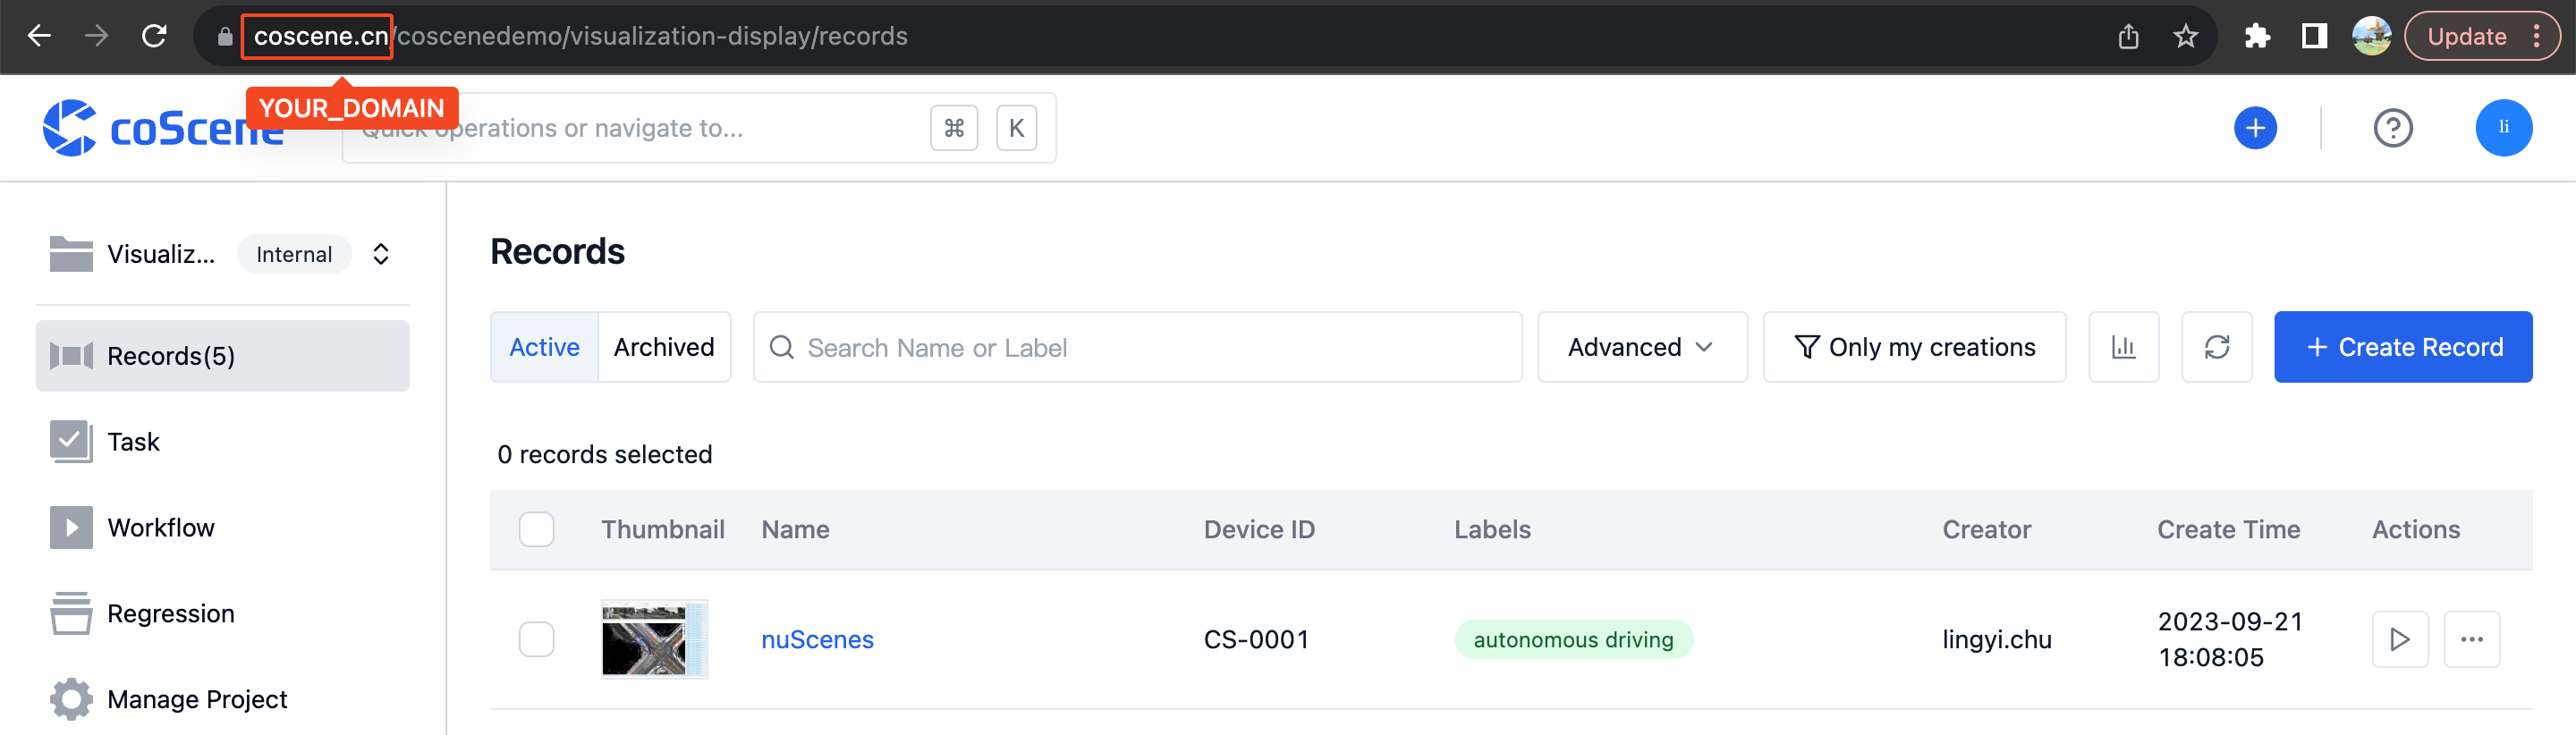 coscene.cn/coscenedemo/visualization-display/records
Update
YOUR_DOMAIN
coScene
Quick operations or navigate to...
⌘ K
li
Visualiz...
Internal
Records
Active
Archived
Search Name or Label
Advanced
Only my creations
+ Create Record
Records(5)
Task
Workflow
Regression
Manage Project
0 records selected
Thumbnail Name Device ID Labels Creator Create Time Actions
nuScenes CS-0001 autonomous driving lingyi.chu 2023-09-21
18:08:05